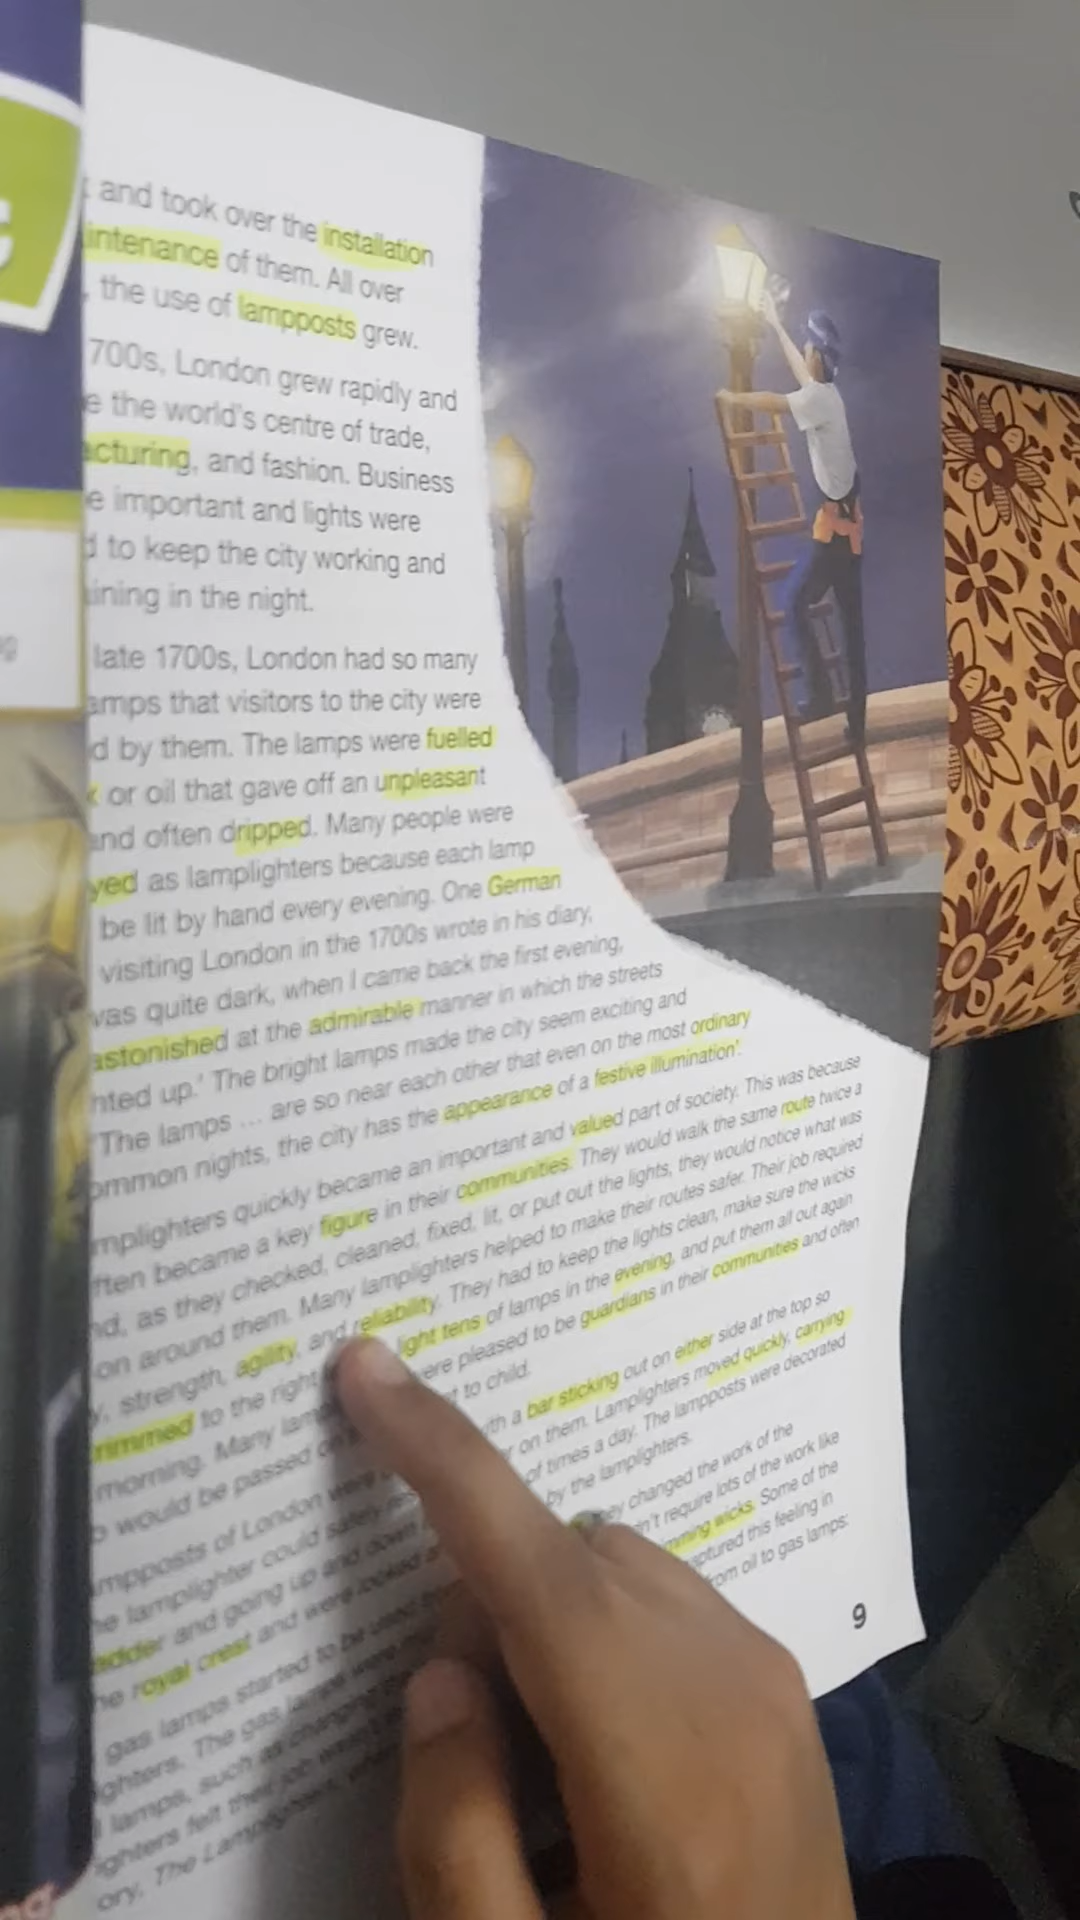 and took over the installation
intenance of them. All over
, the use of lampposts grew.
700s, London grew rapidly and
e the world's centre of trade,
acturing, and fashion. Business
e important and lights were
d to keep the city working and
ining in the night.
late 1700s, London had so many
amps that visitors to the city were
d by them. The lamps were fuelled
or oil that gave off an unpleasant
and often dripped. Many people were
yed as lamplighters because each lamp
be lit by hand every evening. One German
visiting London in the 1700s wrote in his diary,
was quite dark, when I came back the first evening,
astonished at the admirable manner in which the streets
hted up.' The bright lamps made the city seem exciting and
'The lamps ... are so near each other that even on the most ordinary
ommon nights, the city has the appearance of a festive illumination'.
mplighters quickly became an important and valued part of society. This was because
ften became a key figure in their communities. They would walk the same route twice a
nd, as they checked, cleaned, fixed, lit, or put out the lights, they would notice what was
on around them. Many lamplighters helped to make their routes safer. Their job required
y, strength, agility, and reliability. They had to keep the lights clean, make sure the wicks
rimmed to the right light tens of lamps in the evening, and put them all out again
morning. Many lam ere pleased to be guardians in their communities and often
would be passed on to child.
mpposts of London were with a bar sticking out on either side at the top so
he lamplighter could safely on them. Lamplighters moved quickly, carrying
adder and going up and down of times a day. The lampposts were decorated
he royal crest and were looked by the lamplighters.
gas lamps started to be used they changed the work of the
ighters. The gas lamps were n't require lots of the work like
lamps, such as changing imming wicks. Some of the
ighters felt their job wasn't aptured this feeling in
ory, The Lamplighter, from oil to gas lamps:
9